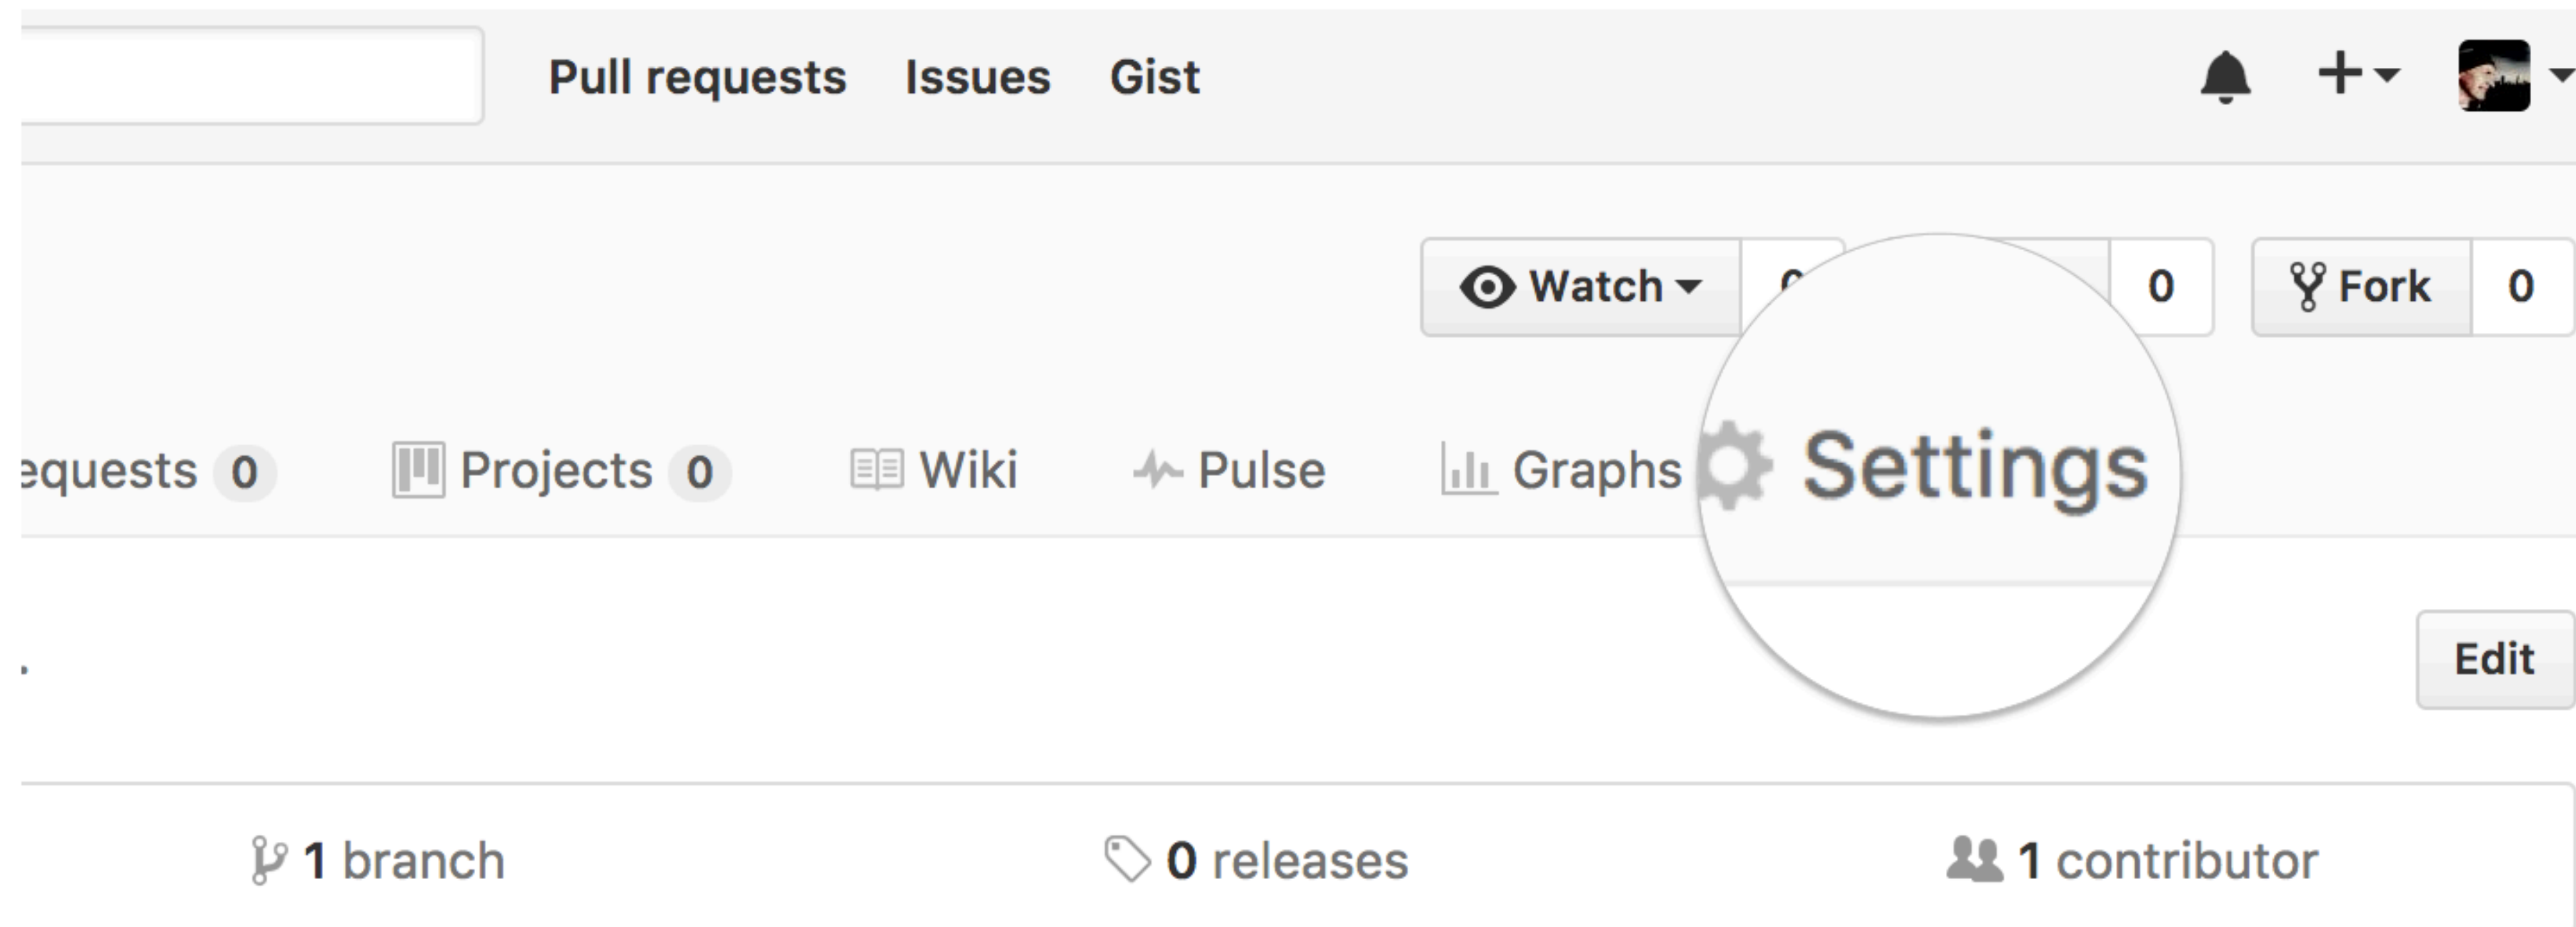 Pull requests Issues Gist
Watch 0 Fork 0
equests 0 Projects 0 Wiki Pulse Graphs Settings
Edit
1 branch 0 releases 1 contributor